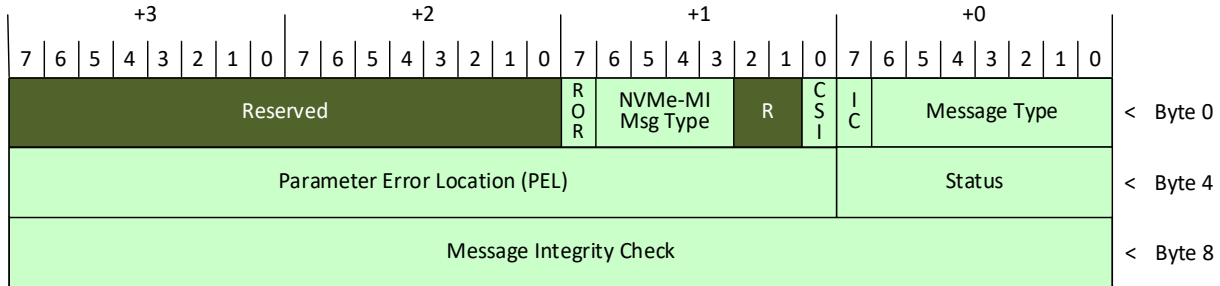 +3 +2 +1 +0
7 6 5 4 3 2 1 0 7 6 5 4 3 2 1 0 7 6 5 4 3 2 1 0 7 6 5 4 3 2 1 0
Reserved ROR NVMe-MI Msg Type R CSI IC Message Type < Byte 0
Parameter Error Location (PEL) Status < Byte 4
Message Integrity Check < Byte 8